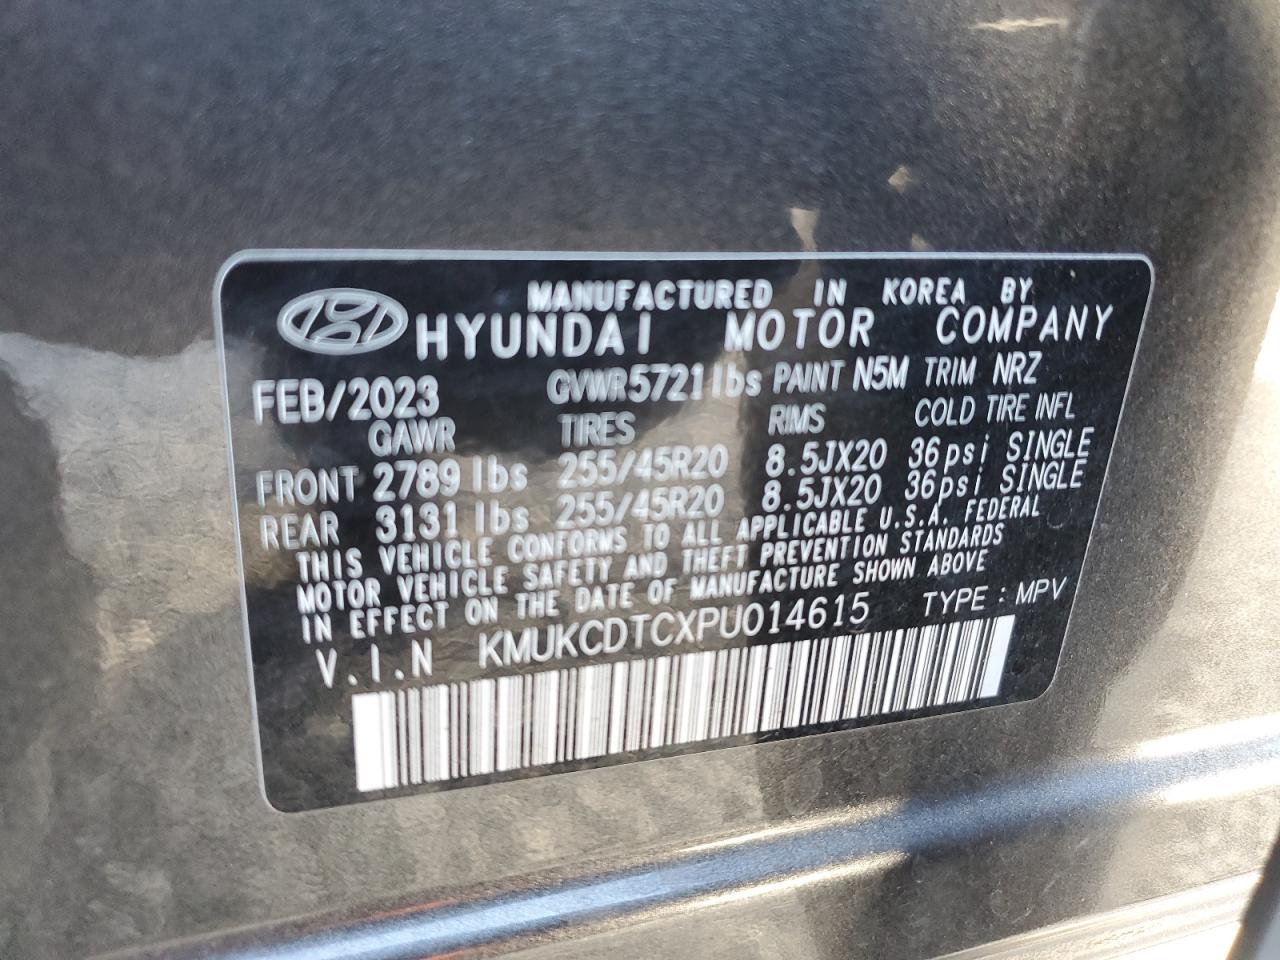 MANUFACTURED IN KOREA BY
HYUNDAI MOTOR COMPANY
FEB/2023 GVWR 5721 lbs PAINT N5M TRIM NRZ
GAWR TIRES RIMS COLD TIRE INFL
FRONT 2789 lbs 255/45R20 8.5JX20 36psi SINGLE
REAR 3131 lbs 255/45R20 8.5JX20 36psi SINGLE
THIS VEHICLE CONFORMS TO ALL APPLICABLE U.S.A. FEDERAL
MOTOR VEHICLE SAFETY AND THEFT PREVENTION STANDARDS
IN EFFECT ON THE DATE OF MANUFACTURE SHOWN ABOVE
V.I.N KMUKCDTCXPU014615 TYPE : MPV